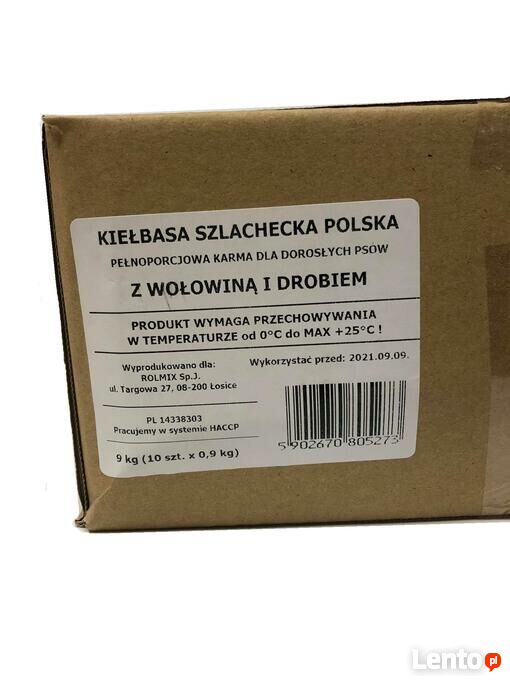 KIEŁBASA SZLACHECKA POLSKA
PEŁNOPORCJOWA KARMA DLA DOROSŁYCH PSÓW
Z WOŁOWINĄ I DROBIEM
PRODUKT WYMAGA PRZECHOWYWANIA
W TEMPERATURZE od 0°C do MAX +25°C !
Wyprodukowano dla:
ROLMIX Sp.J.
ul. Targowa 27, 08-200 Łosice
Wykorzystać przed: 2021.09.09.
PL 14338303
Pracujemy w systemie HACCP
9 kg (10 szt. x 0,9 kg)
5 902670 805273
Lento.pl